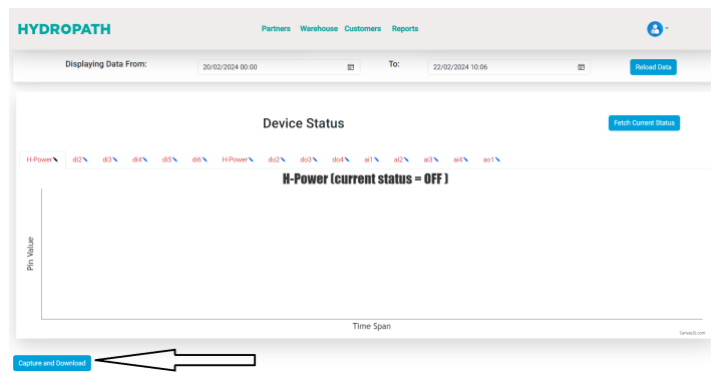 HYDROPATH
Partners Warehouse Customers Reports
Displaying Data From: 20/02/2024 00:00 To: 22/02/2024 10:06 Reload Data
Device Status
Fetch Current Status
H-Power di2 di3 di4 di5 di6 H-Power do2 do3 do4 ai1 ai2 ai3 ai4 ao1
H-Power (current status = OFF )
Pin Value
Time Span
CanvasJS.com
Capture and Download